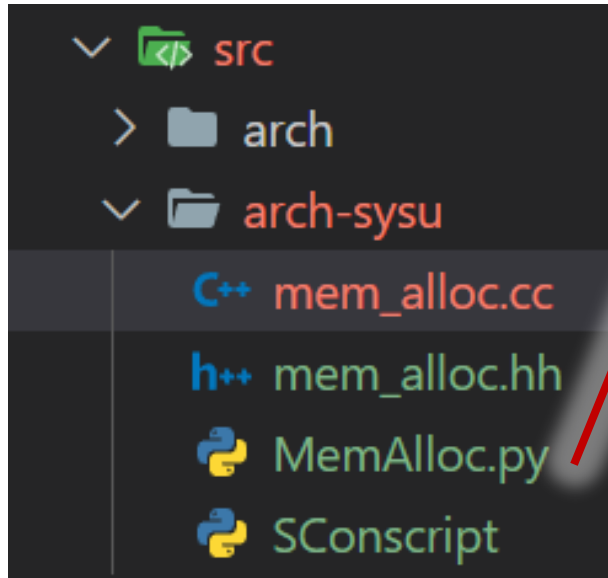 src
arch
arch-sysu
C++ mem_alloc.cc
h++ mem_alloc.hh
MemAlloc.py
SConscript